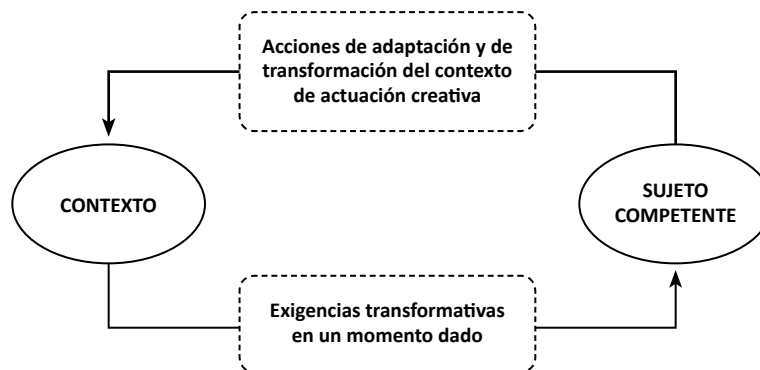 Acciones de adaptación y de
transformación del contexto
de actuación creativa
CONTEXTO
SUJETO
COMPETENTE
Exigencias transformativas
en un momento dado